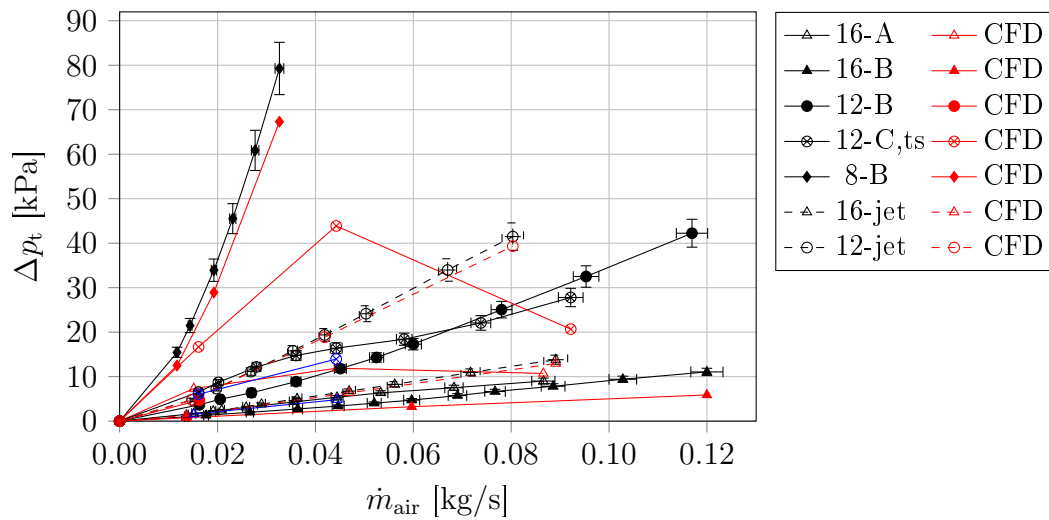 90
80
70
60
50
40
30
20
10
0
Δp_t [kPa]
0.00 0.02 0.04 0.06 0.08 0.10 0.12
ṁ_air [kg/s]
16-A CFD
16-B CFD
12-B CFD
12-C,ts CFD
8-B CFD
16-jet CFD
12-jet CFD